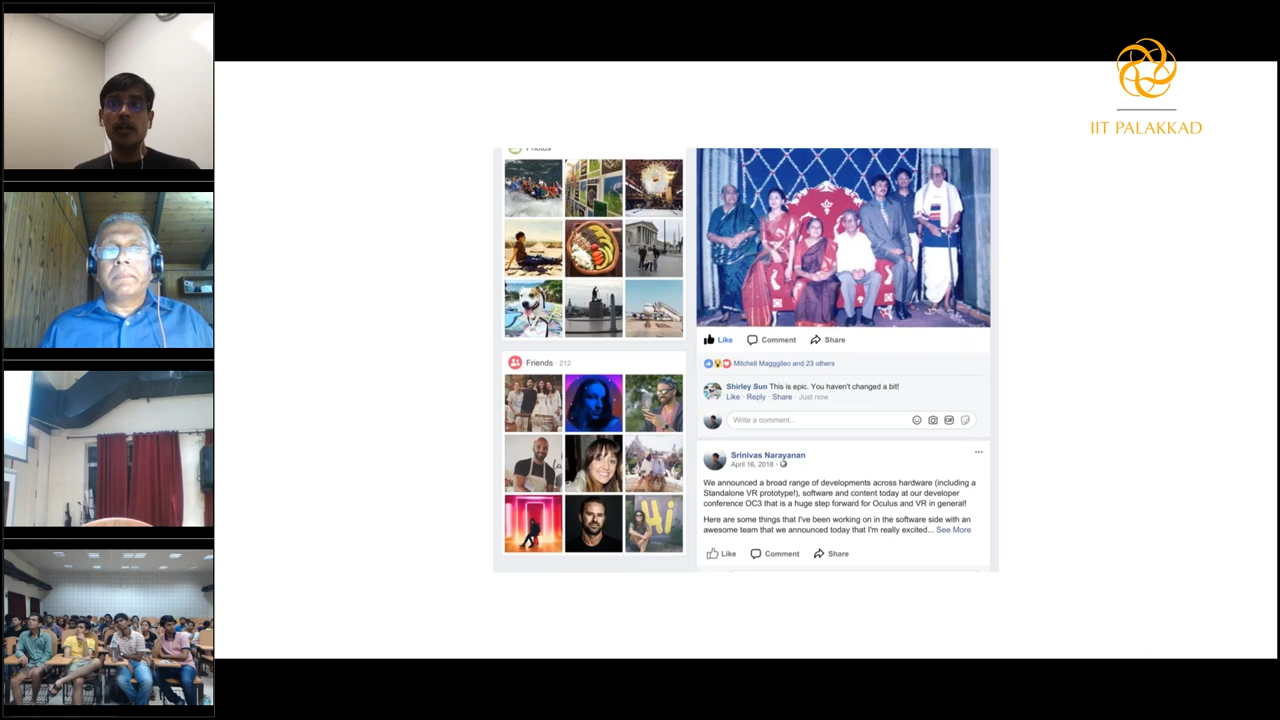 IIT PALAKKAD
Photos
Like Comment Share
Mitchell Magggileo and 23 others
Shirley Sun This is epic. You haven't changed a bit!
Like · Reply · Share · Just now
Write a comment...
Friends · 212
Srinivas Narayanan
April 16, 2018
We announced a broad range of developments across hardware (including a
Standalone VR prototype!), software and content today at our developer
conference OC3 that is a huge step forward for Oculus and VR in general!
Here are some things that I've been working on in the software side with an
awesome team that we announced today that I'm really excited... See More
Like Comment Share
Hi